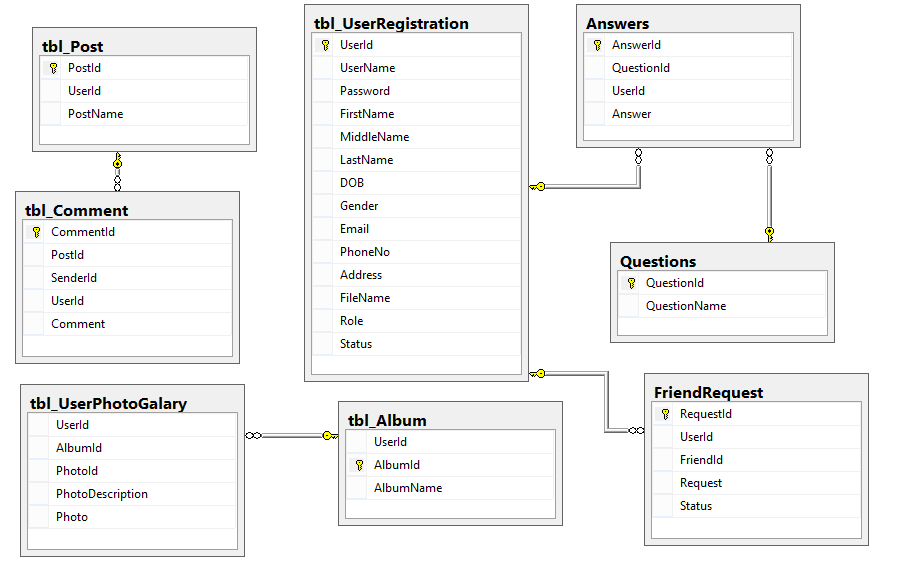 tbl_Post
PostId
UserId
PostName
tbl_Comment
CommentId
PostId
SenderId
UserId
Comment
tbl_UserPhotoGalary
UserId
AlbumId
PhotoId
PhotoDescription
Photo
tbl_UserRegistration
UserId
UserName
Password
FirstName
MiddleName
LastName
DOB
Gender
Email
PhoneNo
Address
FileName
Role
Status
tbl_Album
UserId
AlbumId
AlbumName
Answers
AnswerId
QuestionId
UserId
Answer
Questions
QuestionId
QuestionName
FriendRequest
RequestId
UserId
FriendId
Request
Status